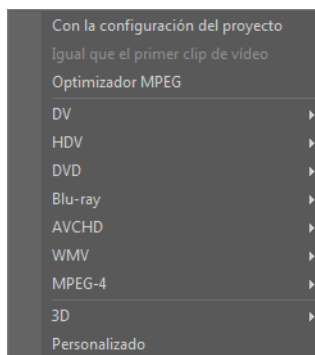 Con la configuración del proyecto
Igual que el primer clip de vídeo
Optimizador MPEG
DV
HDV
DVD
Blu-ray
AVCHD
WMV
MPEG-4
3D
Personalizado